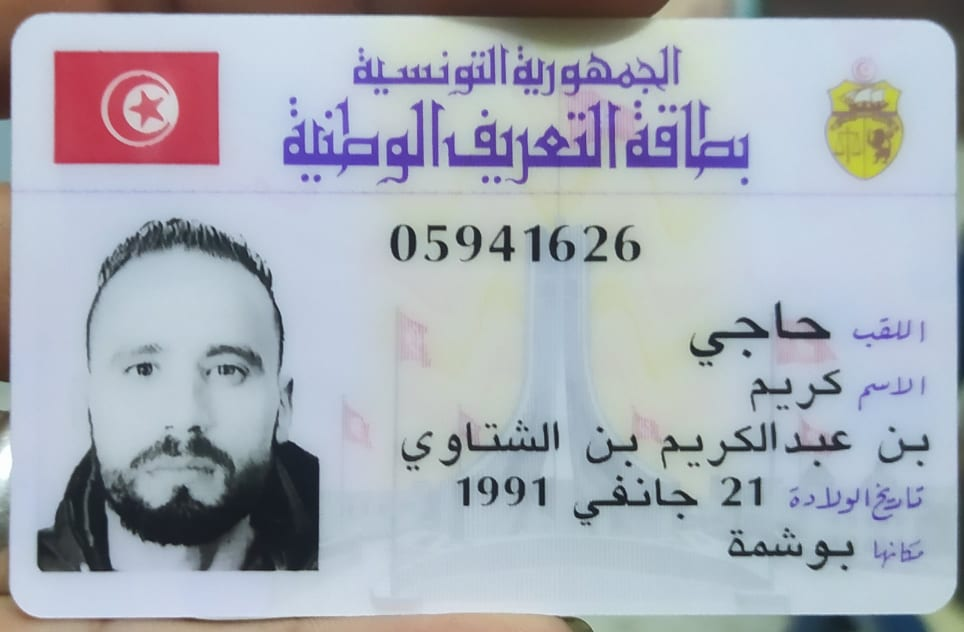 الجمهورية التونسية
بطاقة التعريف الوطنية
05941626
اللقب حاجي
الاسم كريم
بن عبدالكريم بن الشتاوي
تاريخ الولادة 21 جانفي 1991
مكانها بوشمة